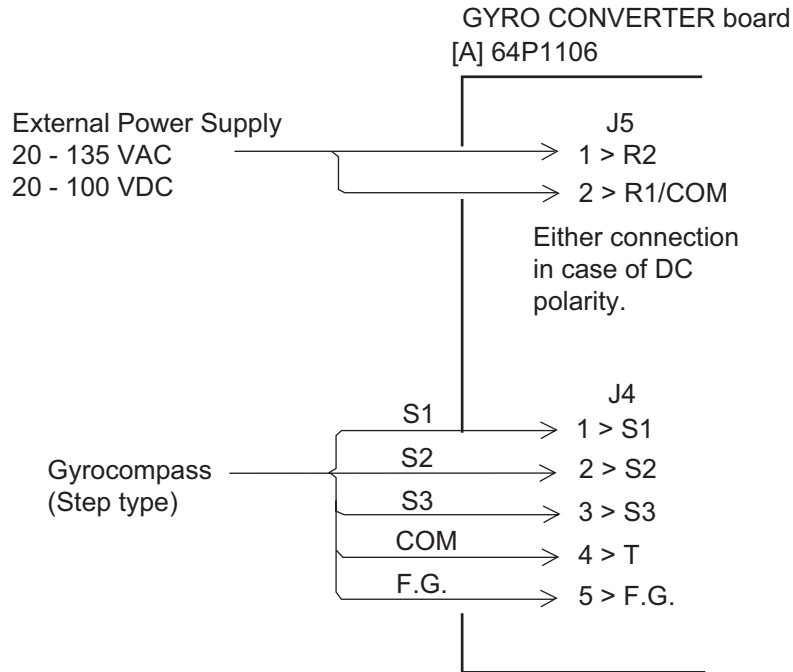 GYRO CONVERTER board
[A] 64P1106
External Power Supply
20 - 135 VAC
20 - 100 VDC
J5
1 > R2
2 > R1/COM
Either connection
in case of DC
polarity.
J4
Gyrocompass
(Step type)
S1
1 > S1
S2
2 > S2
S3
3 > S3
COM
4 > T
F.G.
5 > F.G.